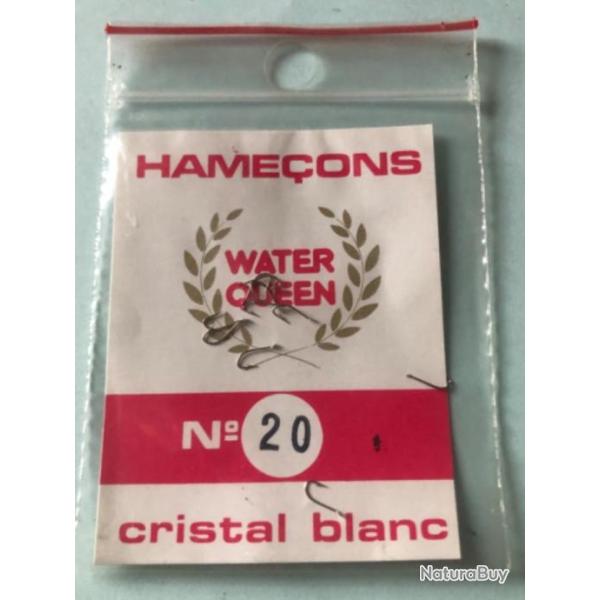 HAMEÇONS
WATER
QUEEN
Nº 20
cristal blanc
NaturaBuy